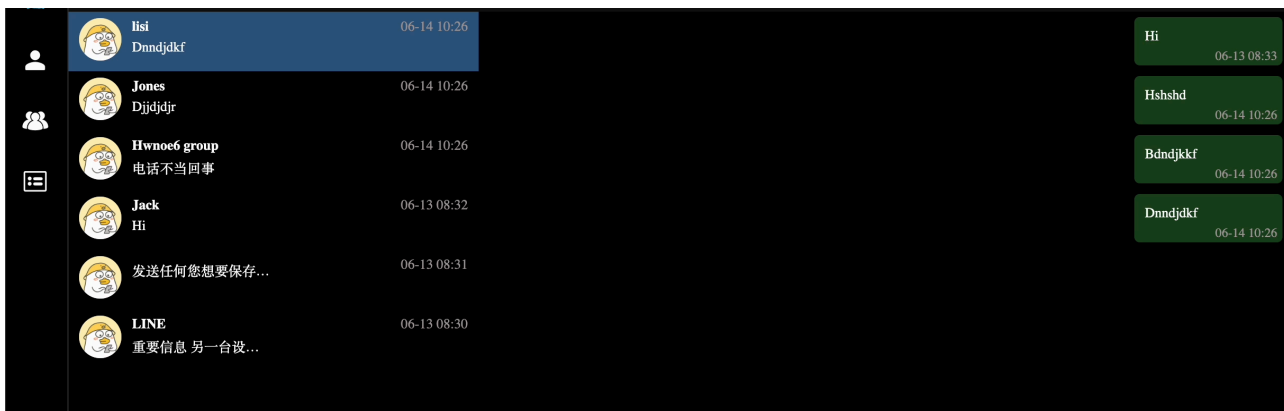 lisi 06-14 10:26
Dnndjdkf
Jones 06-14 10:26
Djjdjdjr
Hwnoe6 group 06-14 10:26
电话不当回事
Jack 06-13 08:32
Hi
发送任何您想要保存... 06-13 08:31
LINE 06-13 08:30
重要信息 另一台设...
Hi
06-13 08:33
Hshshd
06-14 10:26
Bdndjkkf
06-14 10:26
Dnndjdkf
06-14 10:26